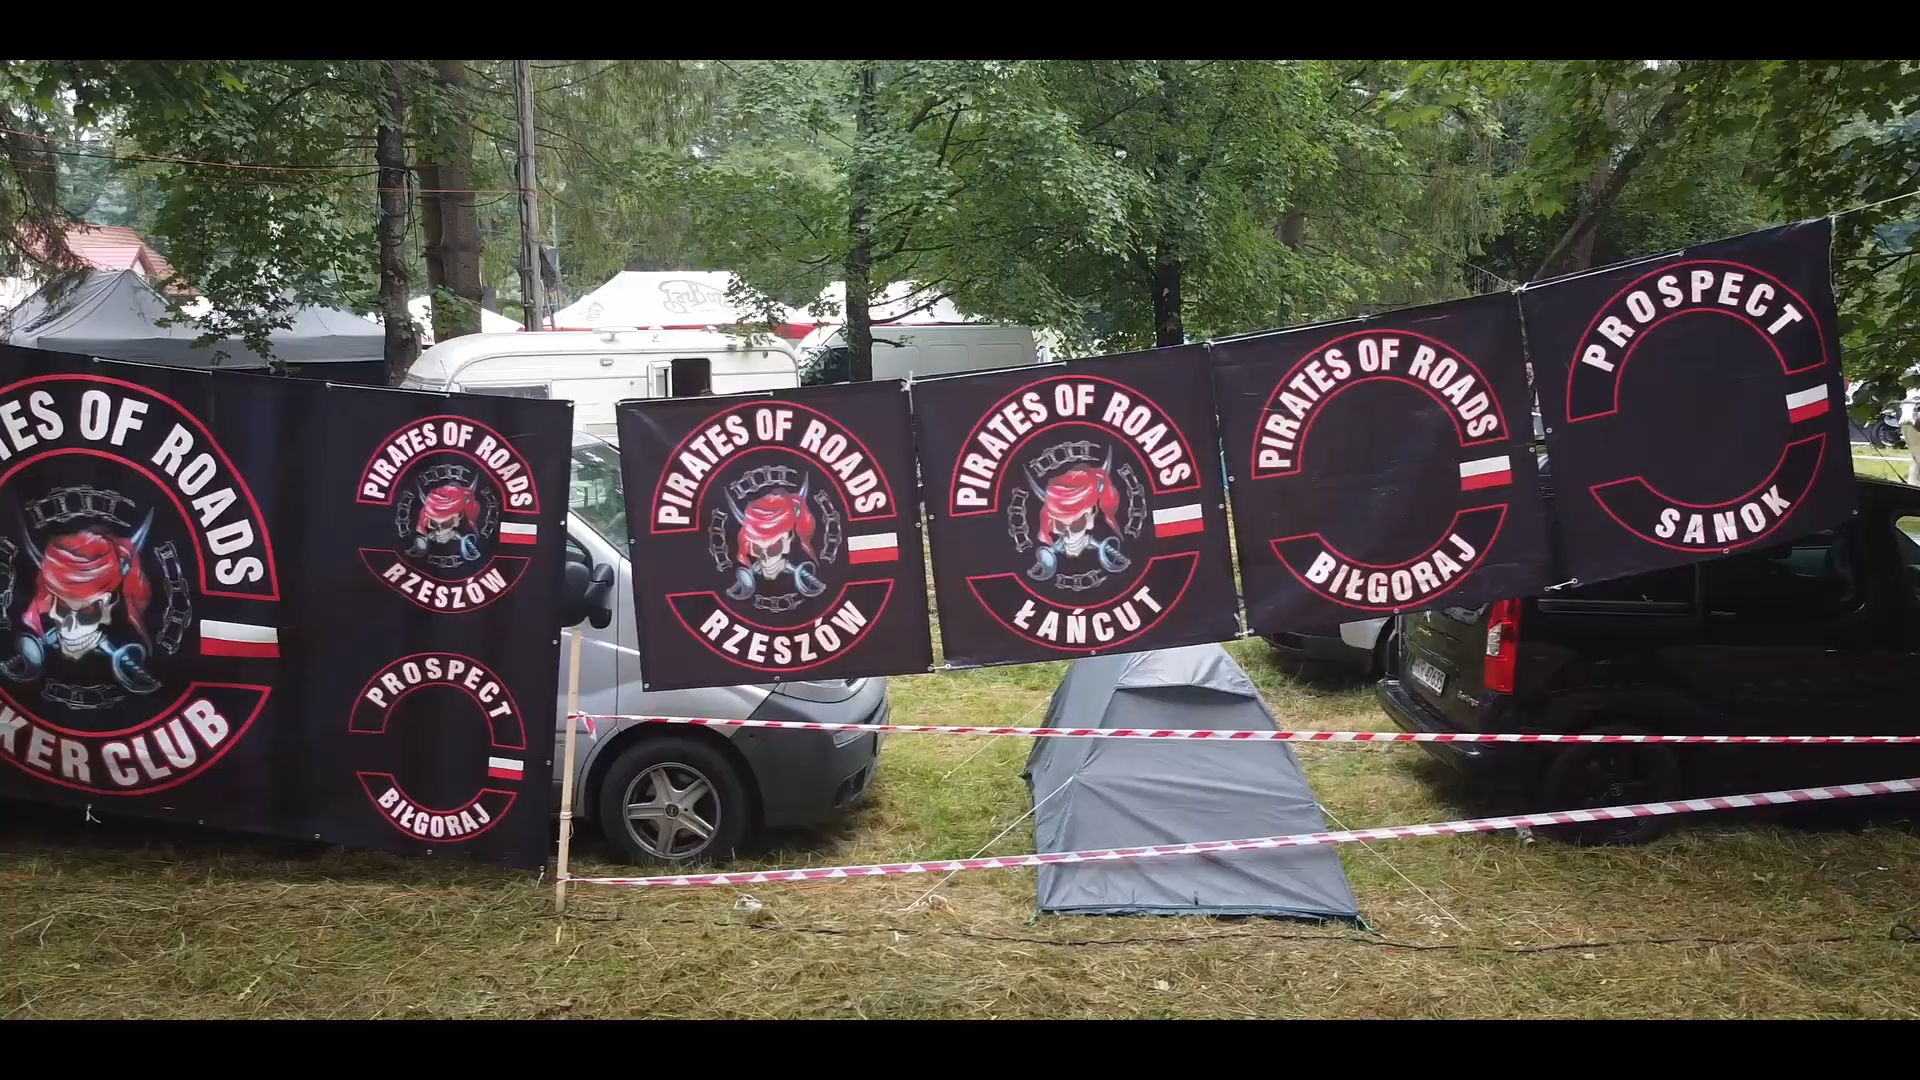 TES OF ROADS
KER CLUB
PIRATES OF ROADS
RZESZÓW
PROSPECT
BIŁGORAJ
PIRATES OF ROADS
RZESZÓW
PIRATES OF ROADS
ŁAŃCUT
PIRATES OF ROADS
BIŁGORAJ
PROSPECT
SANOK